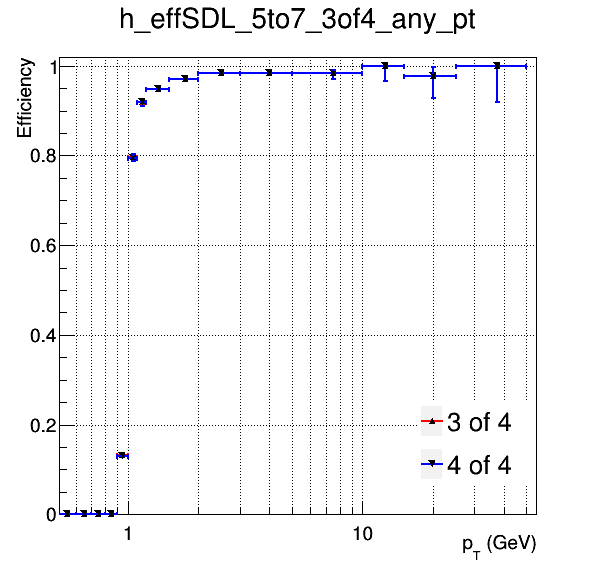 h_effSDL_5to7_3of4_any_pt
Efficiency
1
0.8
0.6
0.4
0.2
0
3 of 4
4 of 4
1
10
pT (GeV)